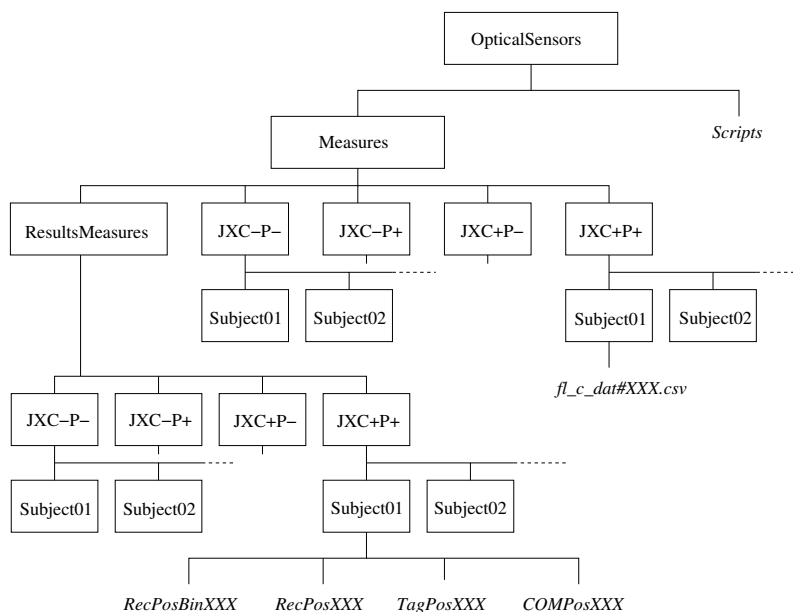 OpticalSensors
Measures
Scripts
ResultsMeasures
JXC−P−
JXC−P+
JXC+P−
JXC+P+
Subject01
Subject02
Subject01
Subject02
fl_c_dat#XXX.csv
JXC−P−
JXC−P+
JXC+P−
JXC+P+
Subject01
Subject02
Subject01
Subject02
RecPosBinXXX
RecPosXXX
TagPosXXX
COMPosXXX